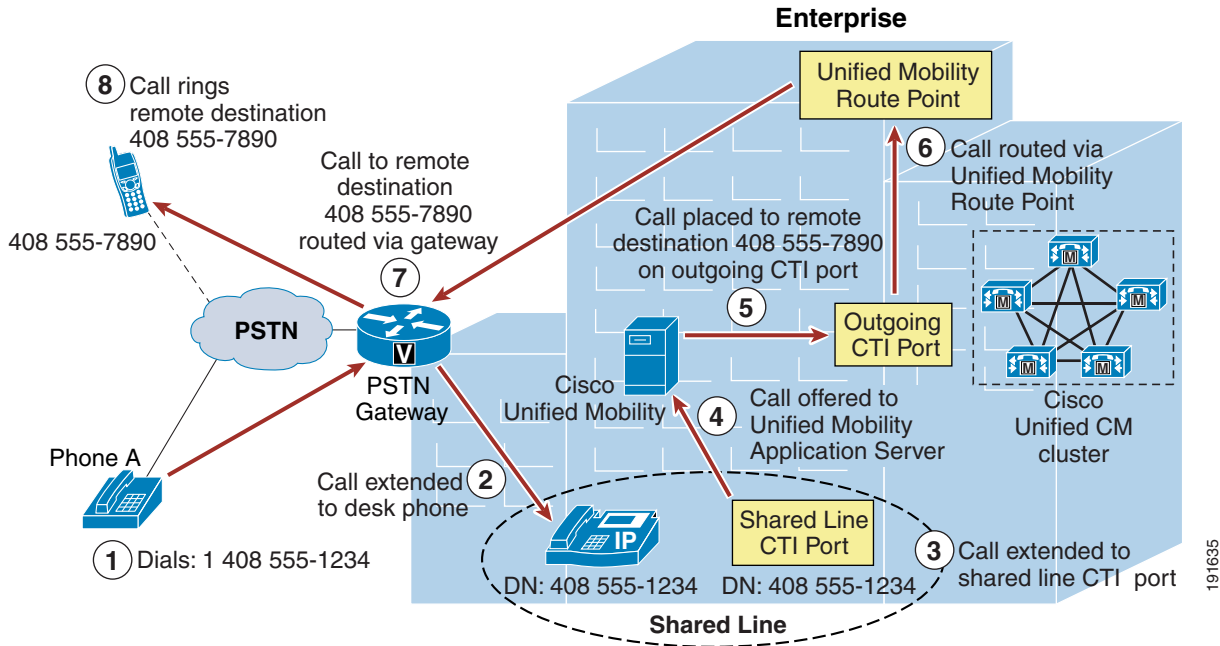 Enterprise
8
Call rings
remote destination
408 555-7890
408 555-7890
Call to remote
destination
408 555-7890
routed via gateway
7
PSTN
V
PSTN
Gateway
Phone A
1
Dials: 1 408 555-1234
2
Call extended
to desk phone
IP
DN: 408 555-1234
Shared Line
CTI Port
DN: 408 555-1234
Shared Line
3
Call extended to
shared line CTI port
4
Call offered to
Unified Mobility
Application Server
Cisco
Unified Mobility
Call placed to remote
destination 408 555-7890
on outgoing CTI port
5
Outgoing
CTI Port
6
Call routed via
Unified Mobility
Route Point
Unified Mobility
Route Point
M
M
M
M
M
Cisco
Unified CM
cluster
191635